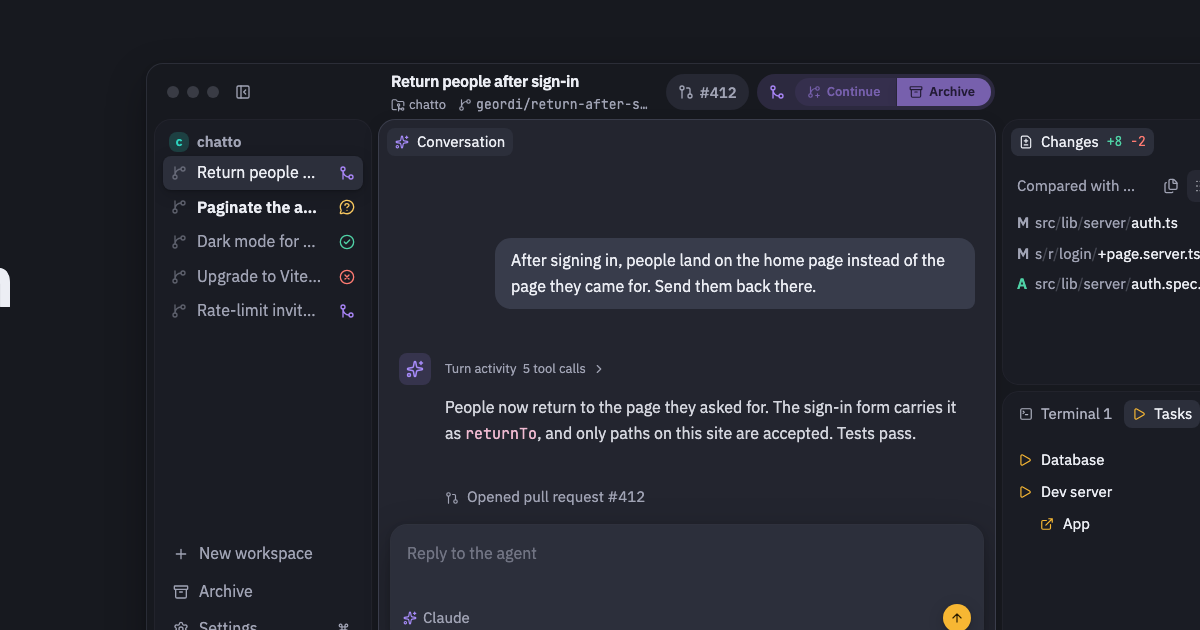 Return people after sign-in
chatto geordi/return-after-s…
#412
Continue
Archive
c chatto
Return people ...
Paginate the a...
Dark mode for ...
Upgrade to Vite...
Rate-limit invit...
New workspace
Archive
Settings
Conversation
After signing in, people land on the home page instead of the
page they came for. Send them back there.
Turn activity 5 tool calls
People now return to the page they asked for. The sign-in form carries it
as returnTo, and only paths on this site are accepted. Tests pass.
Opened pull request #412
Reply to the agent
Claude
Changes +8 -2
Compared with ...
M src/lib/server/auth.ts
M s/r/login/+page.server.ts
A src/lib/server/auth.spec.
Terminal 1
Tasks
Database
Dev server
App